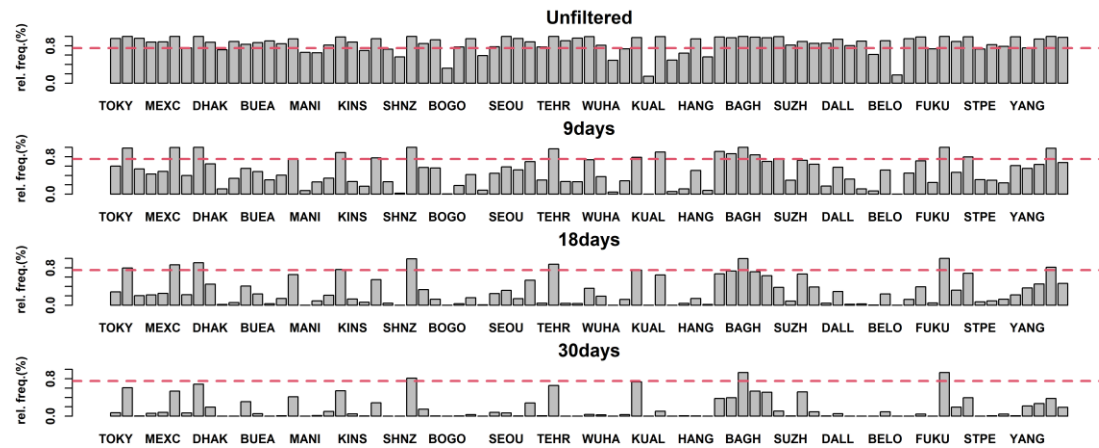 Unfiltered
rel. freq.(%)
0.0 0.8
TOKY MEXC DHAK BUEA MANI KINS SHNZ BOGO SEOU TEHR WUHA KUAL HANG BAGH SUZH DALL BELO FUKU STPE YANG
9days
rel. freq.(%)
0.0 0.8
TOKY MEXC DHAK BUEA MANI KINS SHNZ BOGO SEOU TEHR WUHA KUAL HANG BAGH SUZH DALL BELO FUKU STPE YANG
18days
rel. freq.(%)
0.0 0.8
TOKY MEXC DHAK BUEA MANI KINS SHNZ BOGO SEOU TEHR WUHA KUAL HANG BAGH SUZH DALL BELO FUKU STPE YANG
30days
rel. freq.(%)
0.0 0.8
TOKY MEXC DHAK BUEA MANI KINS SHNZ BOGO SEOU TEHR WUHA KUAL HANG BAGH SUZH DALL BELO FUKU STPE YANG